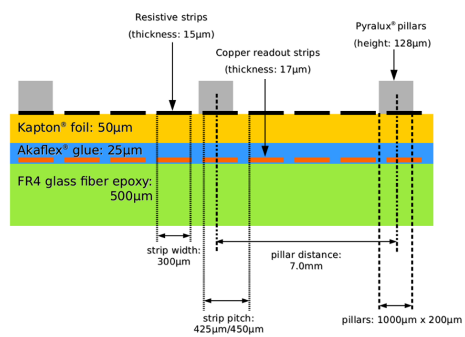 Resistive strips
(thickness: 15μm)
Copper readout strips
(thickness: 17μm)
Pyralux® pillars
(height: 128μm)
Kapton® foil: 50μm
Akaflex® glue: 25μm
FR4 glass fiber epoxy:
500μm
strip width:
300μm
pillar distance:
7.0mm
strip pitch:
425μm/450μm
pillars: 1000μm x 200μm